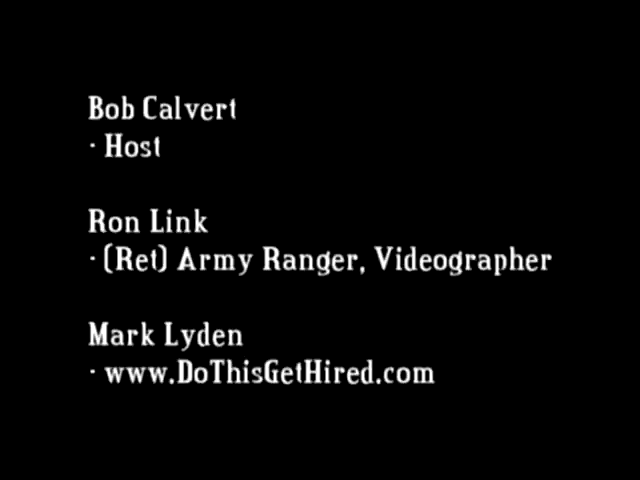 Bob Calvert
· Host
Ron Link
· (Ret) Army Ranger, Videographer
Mark Lyden
· www.DoThisGetHired.com